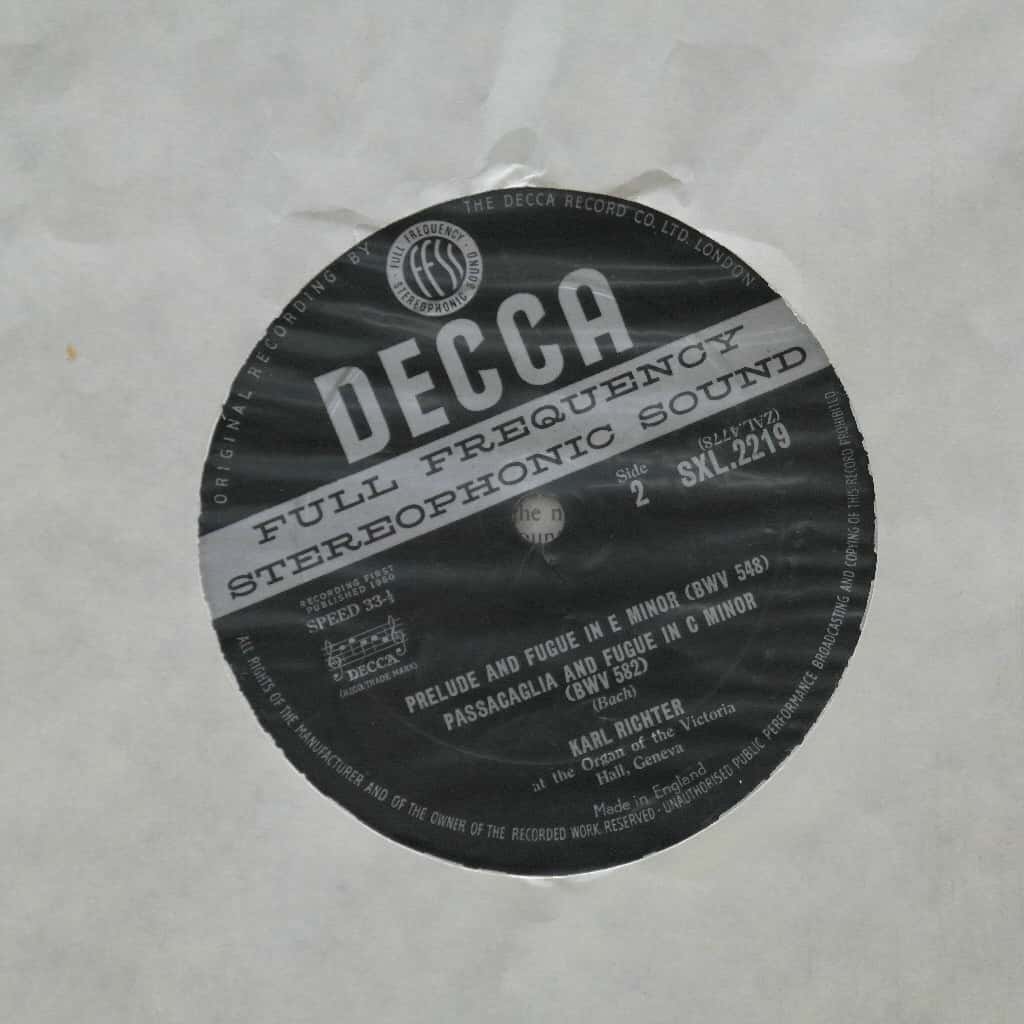 ORIGINAL RECORDING BY THE DECCA RECORD CO. LTD. LONDON
FULL FREQUENCY
FFSS
STEREOPHONIC SOUND
DECCA
FULL FREQUENCY
STEREOPHONIC SOUND
(ZAL.4778)
Side
2
SXL.2219
he n
oun
RECORDING FIRST
PUBLISHED 1960
SPEED 33-⅓
DECCA
(REGD. TRADE MARK)
PRELUDE AND FUGUE IN E MINOR (BWV 548)
PASSACAGLIA AND FUGUE IN C MINOR
(BWV 582)
(Bach)
KARL RICHTER
at the Organ of the Victoria
Hall, Geneva
Made in England
ALL RIGHTS OF THE MANUFACTURER AND OF THE OWNER OF THE RECORDED WORK RESERVED · UNAUTHORISED PUBLIC PERFORMANCE BROADCASTING AND COPYING OF THIS RECORD PROHIBITED